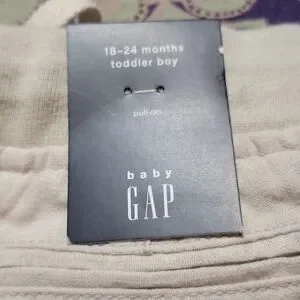 18-24 months
toddler boy
pull-on
baby
GAP